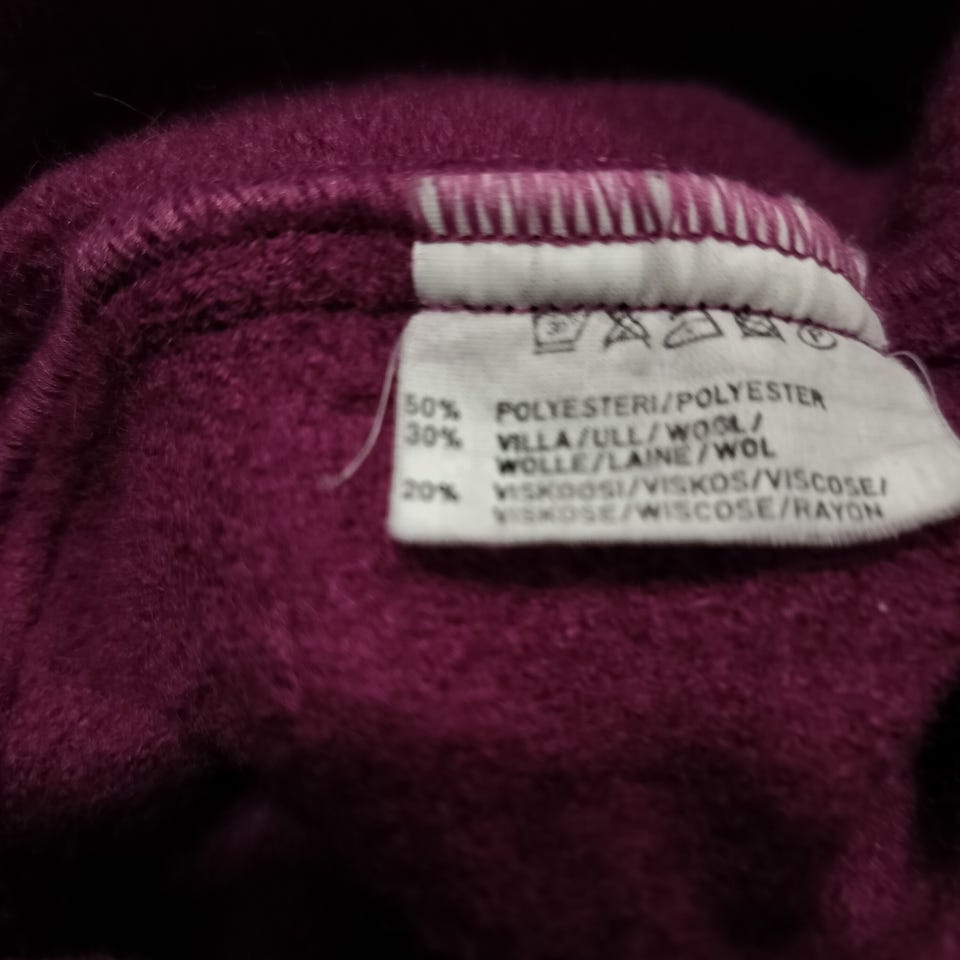 50% POLYESTERI/POLYESTER
30% VILLA/ULL/WOOL/
WOLLE/LAINE/WOL
20% VISKOOSI/VISKOS/VISCOSE/
VISKOSE/WISCOSE/RAYON